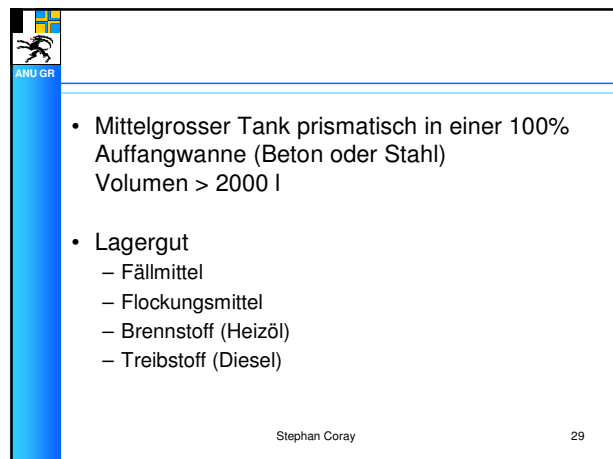 ANU GR
• Mittelgrosser Tank prismatisch in einer 100%
Auffangwanne (Beton oder Stahl)
Volumen > 2000 l
• Lagergut
– Fällmittel
– Flockungsmittel
– Brennstoff (Heizöl)
– Treibstoff (Diesel)
Stephan Coray 29